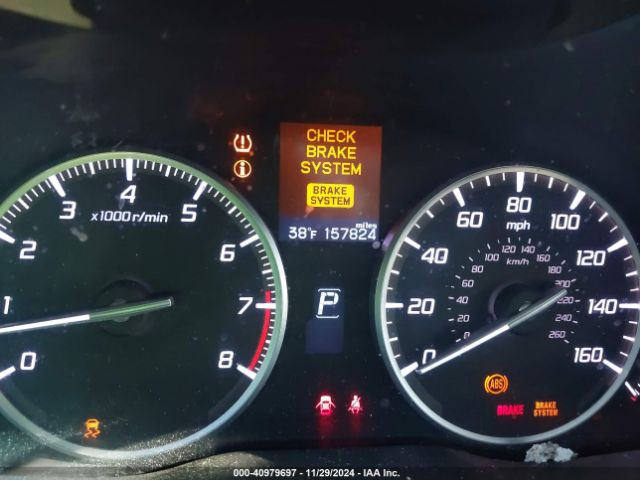 CHECK
BRAKE
SYSTEM
BRAKE
SYSTEM
miles
38°F 157824
0 1 2 3 4 5 6 7 8
x1000r/min
P
0 20 40 60 80 100 120 140 160
mph
0 20 40 60 80 100 120 140 160 180 200 220 240 260
km/h
ABS
BRAKE
BRAKE
SYSTEM
000-40979697 - 11/29/2024 - IAA Inc.